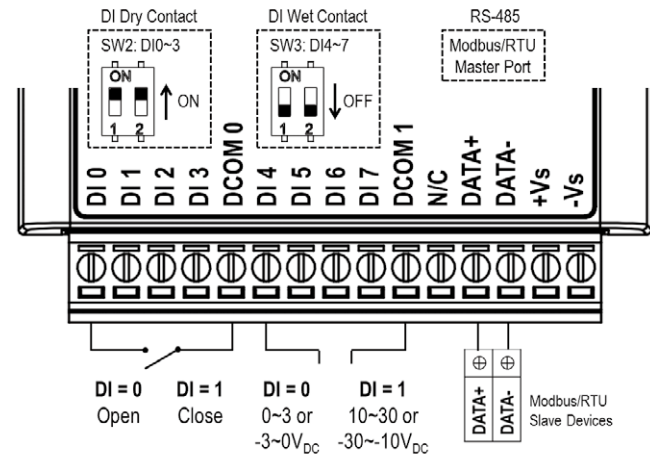 DI Dry Contact
SW2: DI0~3
ON
1 2
ON
DI Wet Contact
SW3: DI4~7
ON
1 2
OFF
RS-485
Modbus/RTU
Master Port
DI 0
DI 1
DI 2
DI 3
DCOM 0
DI 4
DI 5
DI 6
DI 7
DCOM 1
N/C
DATA+
DATA-
+Vs
-Vs
DI = 0
Open
DI = 1
Close
DI = 0
0~3 or
-3~0VDC
DI = 1
10~30 or
-30~-10VDC
DATA+
DATA-
Modbus/RTU
Slave Devices